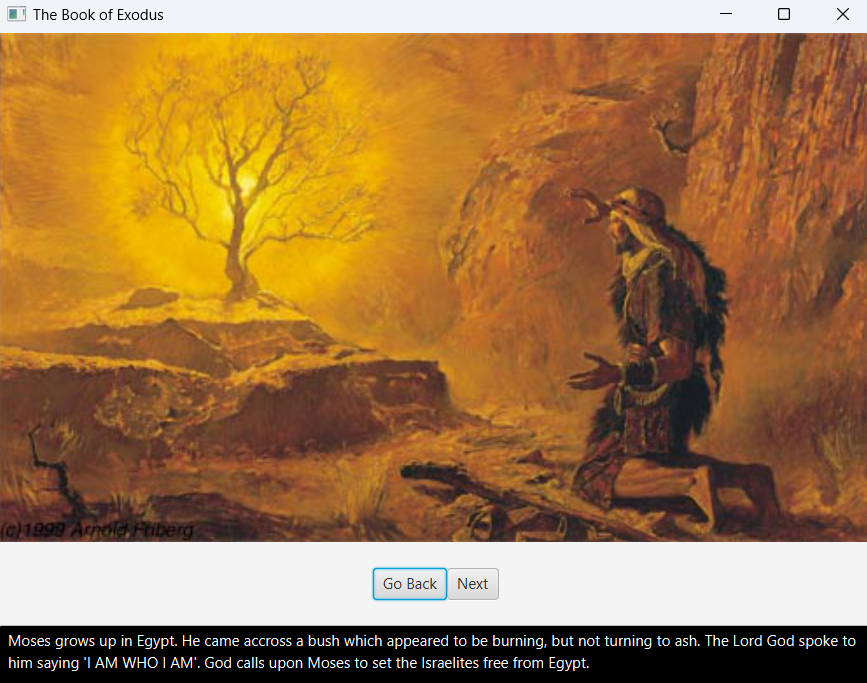 The Book of Exodus
(c)1999 Arnold Friberg
Go Back
Next
Moses grows up in Egypt. He came accross a bush which appeared to be burning, but not turning to ash. The Lord God spoke to
him saying 'I AM WHO I AM'. God calls upon Moses to set the Israelites free from Egypt.